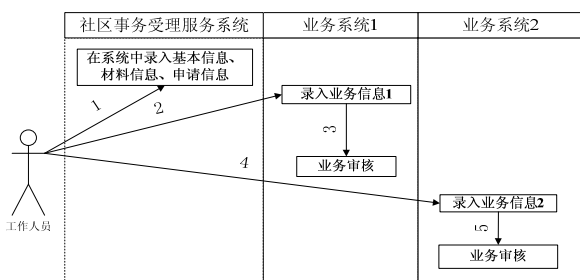 社区事务受理服务系统
业务系统1
业务系统2
在系统中录入基本信息、
材料信息、申请信息
录入业务信息1
1
2
3
业务审核
4
录入业务信息2
工作人员
5
业务审核